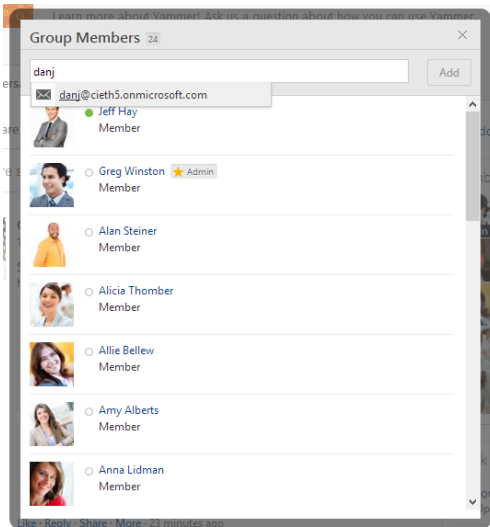 Learn more about Yammer! Ask us a question about how you can use Yammer
Group Members 24
danj
Add
danj@cieth5.onmicrosoft.com
Jeff Hay
Member
Greg Winston Admin
Member
Alan Steiner
Member
Alicia Thomber
Member
Allie Bellew
Member
Amy Alberts
Member
Anna Lidman
Member
Like · Reply · Share · More · 23 minutes ago